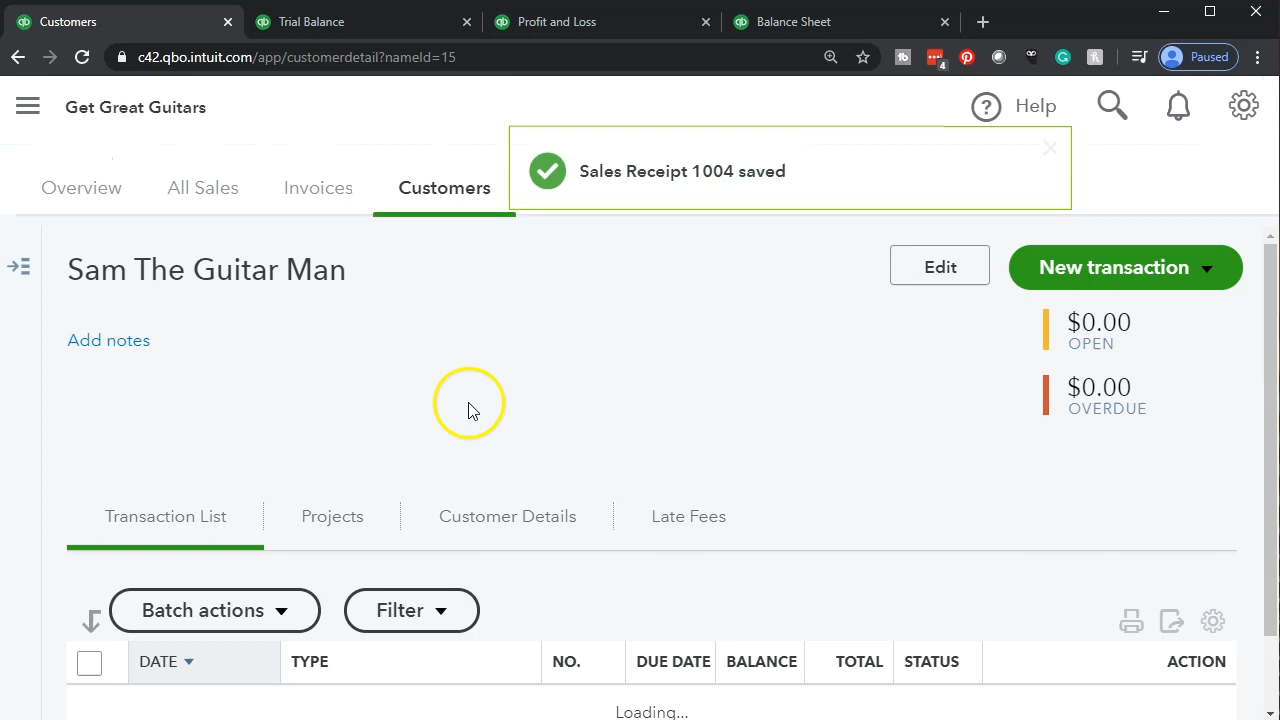 Customers
Trial Balance
Profit and Loss
Balance Sheet
c42.qbo.intuit.com/app/customerdetail?nameId=15
4
Paused
Get Great Guitars
Help
Overview
All Sales
Invoices
Customers
Sales Receipt 1004 saved
Sam The Guitar Man
Edit
New transaction
$0.00
OPEN
Add notes
$0.00
OVERDUE
Transaction List
Projects
Customer Details
Late Fees
Batch actions
Filter
DATE TYPE NO. DUE DATE BALANCE TOTAL STATUS ACTION
Loading...